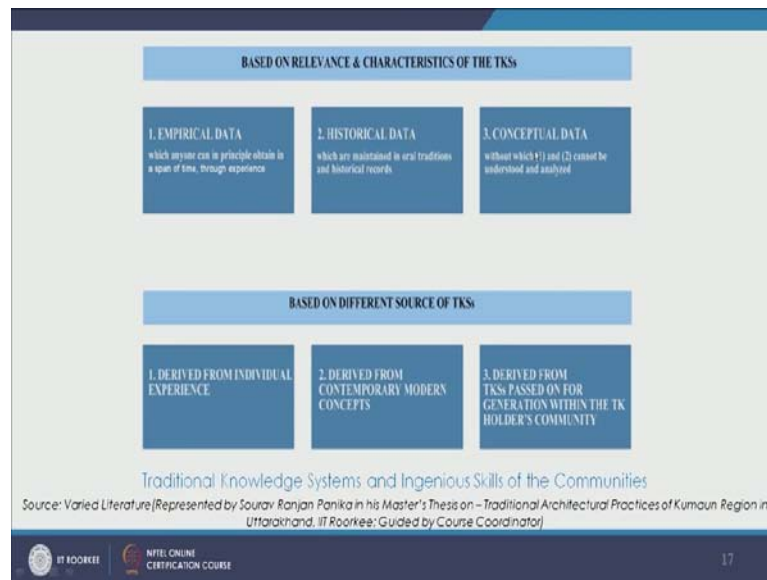 BASED ON RELEVANCE & CHARACTERISTICS OF THE TKSs
1. EMPIRICAL DATA
which anyone can in principle obtain in
a span of time, through experience
2. HISTORICAL DATA
which are maintained in oral traditions
and historical records
3. CONCEPTUAL DATA
without which (1) and (2) cannot be
understood and analyzed
BASED ON DIFFERENT SOURCE OF TKSs
1. DERIVED FROM INDIVIDUAL
EXPERIENCE
2. DERIVED FROM
CONTEMPORARY MODERN
CONCEPTS
3. DERIVED FROM
TKSs PASSED ON FOR
GENERATION WITHIN THE TK
HOLDER'S COMMUNITY
Traditional Knowledge Systems and Ingenious Skills of the Communities
Source: Varied Literature(Represented by Sourav Ranjan Panika in his Master's Thesis on – Traditional Architectural Practices of Kumaun Region in
Uttarakhand, IIT Roorkee; Guided by Course Coordinator)
IIT ROORKEE
NPTEL ONLINE
CERTIFICATION COURSE
17